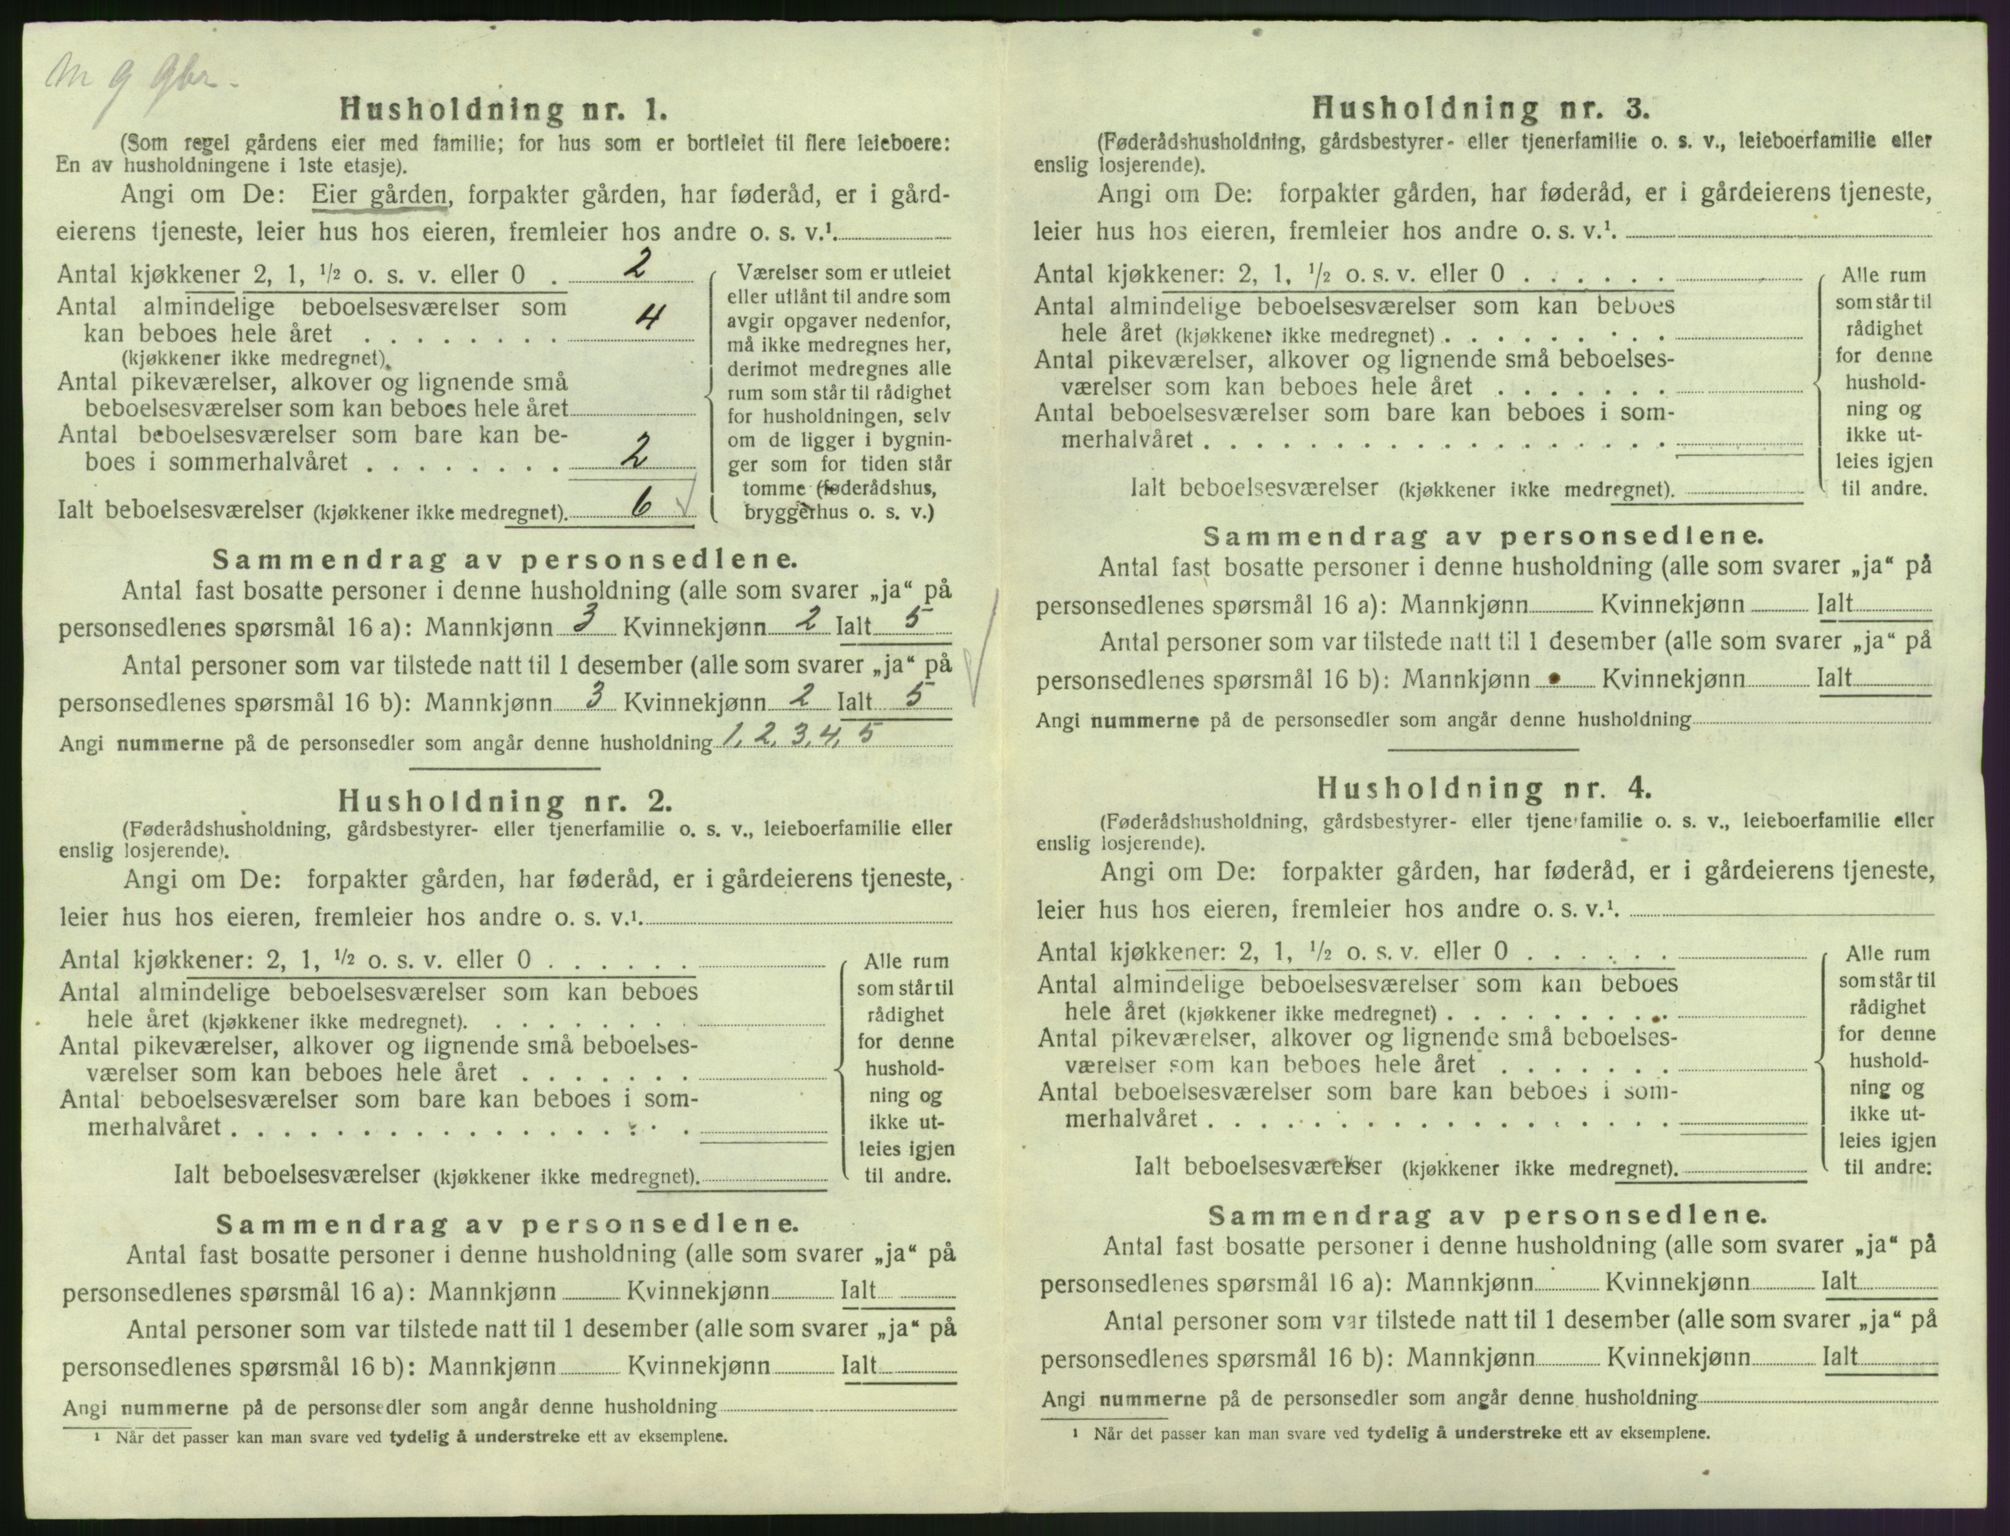 Husholdning nr. 1.
(Som regel gårdens eier med familie; for hus som er bortleiet til flere leieboere:
En av husholdningene i 1ste etasje).
Angi om De: Eier gården, forpakter gården, har føderåd, er i gård-
eierens tjeneste, leier hus hos eieren, fremleier hos andre o. s. v.¹.
Antal kjøkkener 2, 1, ½ o. s. v. eller 0 . 2
Antal almindelige beboelsesværelser som
kan beboes hele året . . . . . . . . 4
(kjøkkener ikke medregnet).
Antal pikeværelser, alkover og lignende små
beboelsesværelser som kan beboes hele året
Antal beboelsesværelser som bare kan be-
boes i sommerhalvåret . . . . . . . . 2
Ialt beboelsesværelser (kjøkkener ikke medregnet). 6
Værelser som er utleiet
eller utlånt til andre som
avgir opgaver nedenfor,
må ikke medregnes her,
derimot medregnes alle
rum som står til rådighet
for husholdningen, selv
om de ligger i bygnin-
ger som for tiden står
tomme (føderådshus,
bryggerhus o. s. v.)
Sammendrag av personsedlene.
Antal fast bosatte personer i denne husholdning (alle som svarer „ja“ på
personsedlenes spørsmål 16 a): Mannkjønn 3 Kvinnekjønn 2 Ialt 5
Antal personer som var tilstede natt til 1 desember (alle som svarer „ja“ på
personsedlenes spørsmål 16 b): Mannkjønn 3 Kvinnekjønn 2 Ialt 5
Angi nummerne på de personsedler som angår denne husholdning 1, 2, 3, 4, 5
Husholdning nr. 2.
(Føderådshusholdning, gårdsbestyrer- eller tjenerfamilie o. s. v., leieboerfamilie eller
enslig losjerende).
Angi om De: forpakter gården, har føderåd, er i gårdeierens tjeneste,
leier hus hos eieren, fremleier hos andre o. s. v.¹.
Antal kjøkkener: 2, 1, ½ o. s. v. eller 0 . . . . . .
Antal almindelige beboelsesværelser som kan beboes
hele året (kjøkkener ikke medregnet). . . . . . . . .
Antal pikeværelser, alkover og lignende små beboelses-
værelser som kan beboes hele året . . . . . . .
Antal beboelsesværelser som bare kan beboes i som-
merhalvåret . . . . . . . . . . . . . . . . . .
Ialt beboelsesværelser (kjøkkener ikke medregnet).
Alle rum
som står til
rådighet
for denne
hushold-
ning og
ikke ut-
leies igjen
til andre.
Sammendrag av personsedlene.
Antal fast bosatte personer i denne husholdning (alle som svarer „ja“ på
personsedlenes spørsmål 16 a): Mannkjønn Kvinnekjønn Ialt
Antal personer som var tilstede natt til 1 desember (alle som svarer „ja“ på
personsedlenes spørsmål 16 b): Mannkjønn Kvinnekjønn Ialt
Angi nummerne på de personsedler som angår denne husholdning
¹ Når det passer kan man svare ved tydelig å understreke ett av eksemplene.
Husholdning nr. 3.
(Føderådshusholdning, gårdsbestyrer- eller tjenerfamilie o. s. v., leieboerfamilie eller
enslig losjerende).
Angi om De: forpakter gården, har føderåd, er i gårdeierens tjeneste,
leier hus hos eieren, fremleier hos andre o. s. v.¹.
Antal kjøkkener: 2, 1, ½ o. s. v. eller 0 . . . . . .
Antal almindelige beboelsesværelser som kan beboes
hele året (kjøkkener ikke medregnet) . . . . . . . . .
Antal pikeværelser, alkover og lignende små beboelses-
værelser som kan beboes hele året . . . . . . .
Antal beboelsesværelser som bare kan beboes i som-
merhalvåret . . . . . . . . . . . . . . . . . .
Ialt beboelsesværelser (kjøkkener ikke medregnet).
Alle rum
som står til
rådighet
for denne
hushold-
ning og
ikke ut-
leies igjen
til andre.
Sammendrag av personsedlene.
Antal fast bosatte personer i denne husholdning (alle som svarer „ja“ på
personsedlenes spørsmål 16 a): Mannkjønn Kvinnekjønn Ialt
Antal personer som var tilstede natt til 1 desember (alle som svarer „ja“ på
personsedlenes spørsmål 16 b): Mannkjønn Kvinnekjønn Ialt
Angi nummerne på de personsedler som angår denne husholdning
Husholdning nr. 4.
(Føderådshusholdning, gårdsbestyrer- eller tjenerfamilie o. s. v., leieboerfamilie eller
enslig losjerende).
Angi om De: forpakter gården, har føderåd, er i gårdeierens tjeneste,
leier hus hos eieren, fremleier hos andre o. s. v.¹.
Antal kjøkkener: 2, 1, ½ o. s. v. eller 0 . . . . . .
Antal almindelige beboelsesværelser som kan beboes
hele året (kjøkkener ikke medregnet) . . . . . . . . .
Antal pikeværelser, alkover og lignende små beboelses-
værelser som kan beboes hele året . . . . . . .
Antal beboelsesværelser som bare kan beboes i som-
merhalvåret . . . . . . . . . . . . . . . . . .
Ialt beboelsesværelser (kjøkkener ikke medregnet).
Alle rum
som står til
rådighet
for denne
hushold-
ning og
ikke ut-
leies igjen
til andre:
Sammendrag av personsedlene.
Antal fast bosatte personer i denne husholdning (alle som svarer „ja“ på
personsedlenes spørsmål 16 a): Mannkjønn Kvinnekjønn Ialt
Antal personer som var tilstede natt til 1 desember (alle som svarer „ja“ på
personsedlenes spørsmål 16 b): Mannkjønn Kvinnekjønn Ialt
Angi nummerne på de personsedler som angår denne husholdning
¹ Når det passer kan man svare ved tydelig å understreke ett av eksemplene.